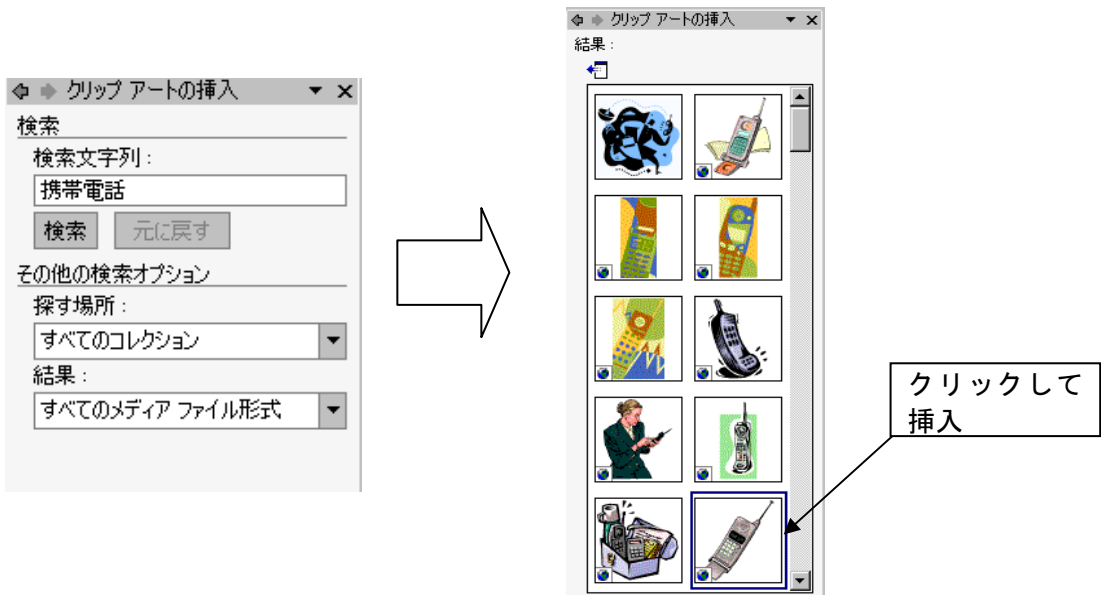 クリップ アートの挿入
検索
検索文字列：
携帯電話
検索 元に戻す
その他の検索オプション
探す場所：
すべてのコレクション
結果：
すべてのメディア ファイル形式
クリップ アートの挿入
結果：
クリックして
挿入